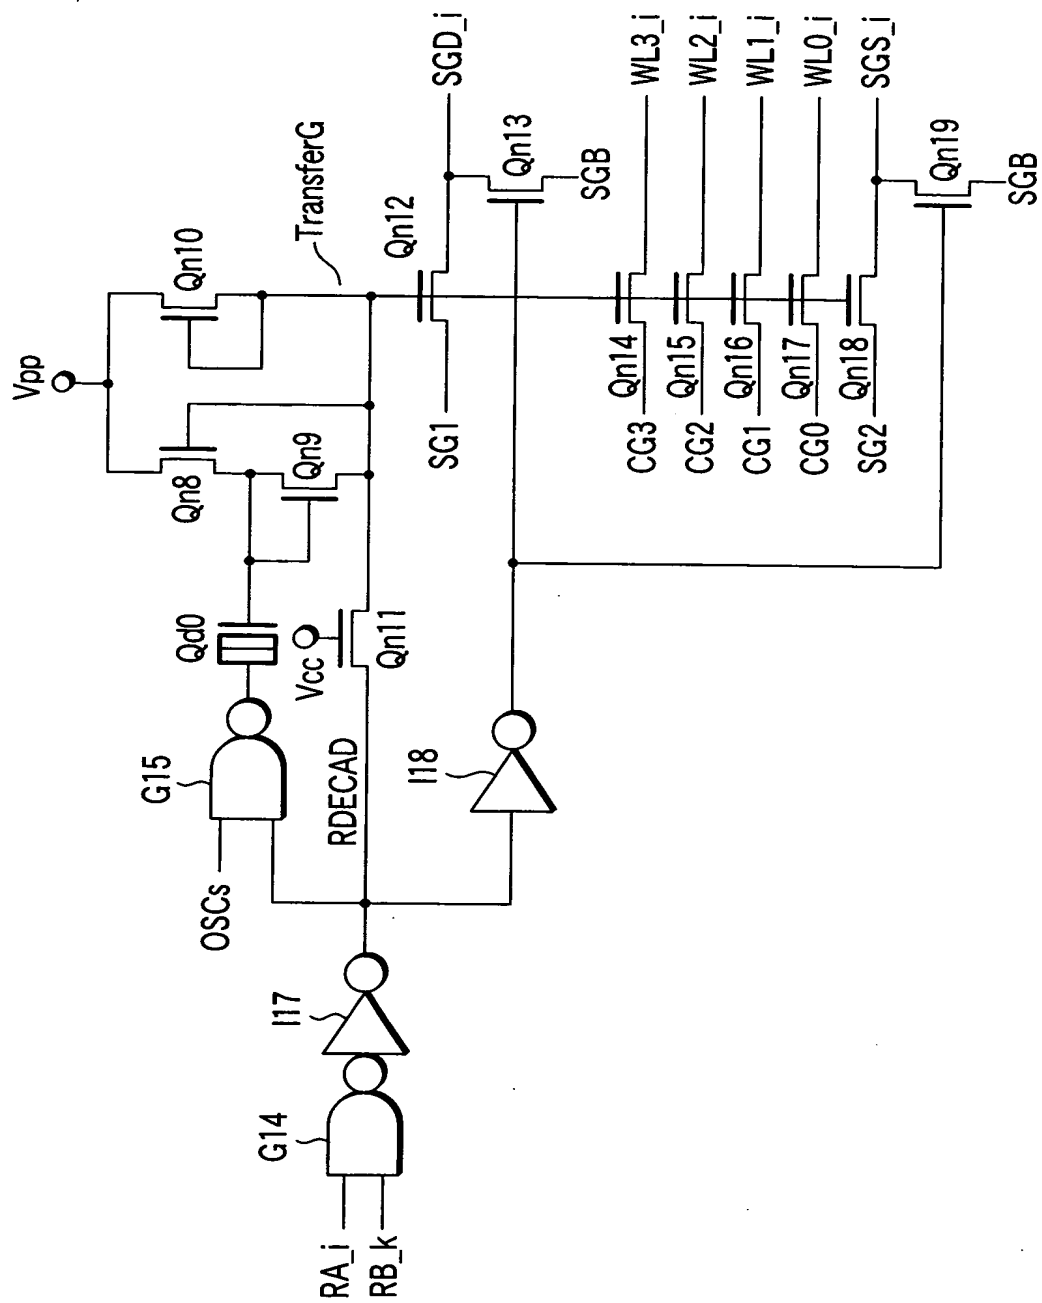 RA_i
RB_k
G14
I17
OSCs
G15
RDECAD
Qd0
Vcc
Qn11
I18
Vpp
Qn8
Qn9
Qn10
TransferG
SG1
Qn12
SGD_i
Qn13
SGB
CG3
Qn14
WL3_i
CG2
Qn15
WL2_i
CG1
Qn16
WL1_i
CG0
Qn17
WL0_i
SG2
Qn18
SGS_i
Qn19
SGB